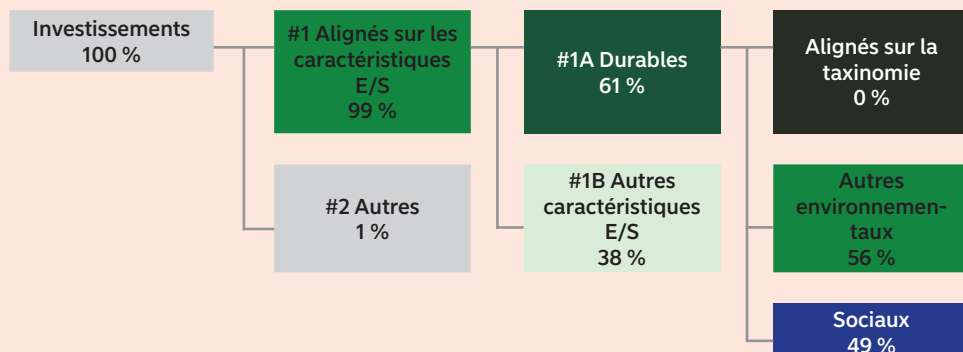 Investissements
100 %
#1 Alignés sur les
caractéristiques
E/S
99 %
#2 Autres
1 %
#1A Durables
61 %
#1B Autres
caractéristiques
E/S
38 %
Alignés sur la
taxinomie
0 %
Autres
environnemen-
taux
56 %
Sociaux
49 %